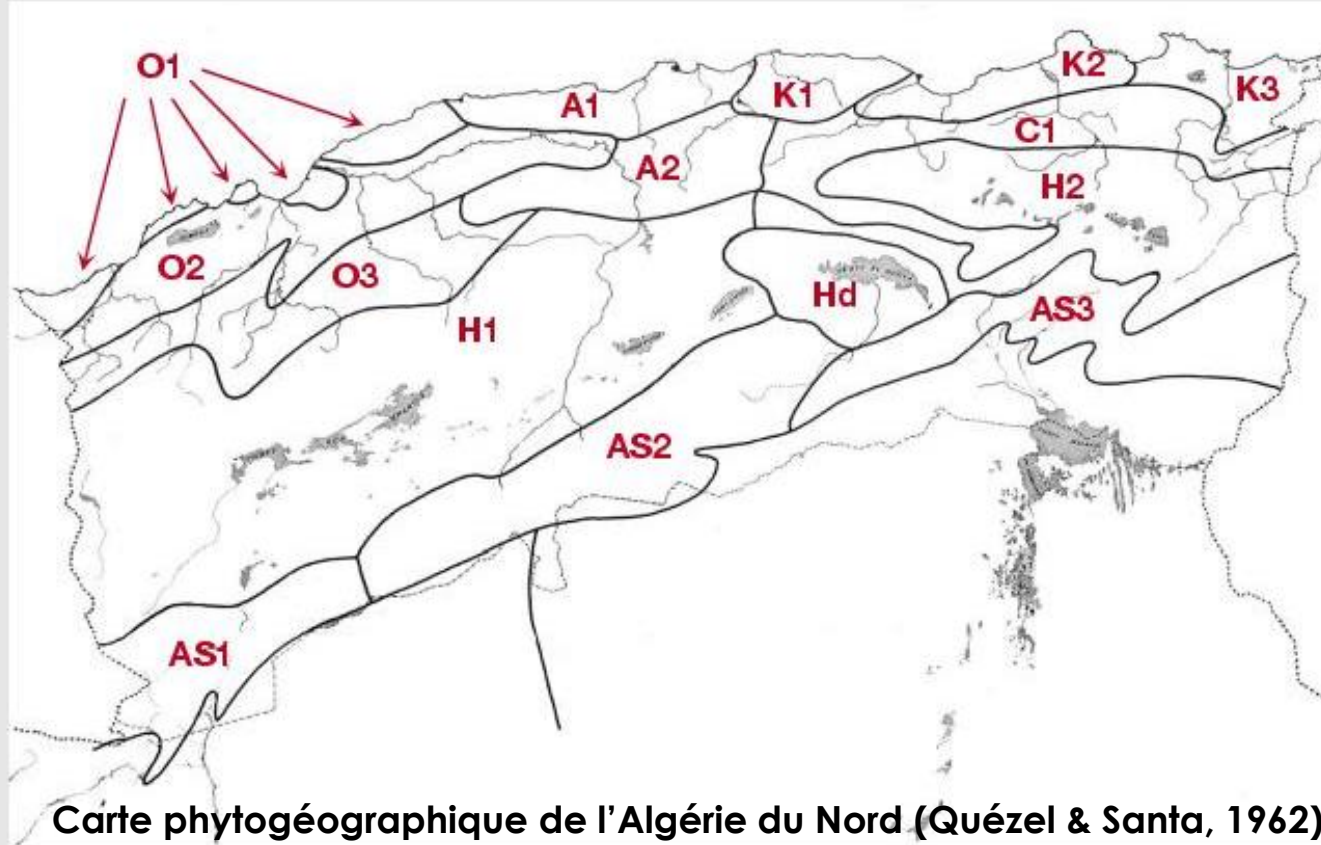 O1
K2
K3
K1
A1
C1
A2
H2
O2
O3
Hd
AS3
H1
AS2
AS1
Carte phytogéographique de l’Algérie du Nord (Quézel & Santa, 1962)